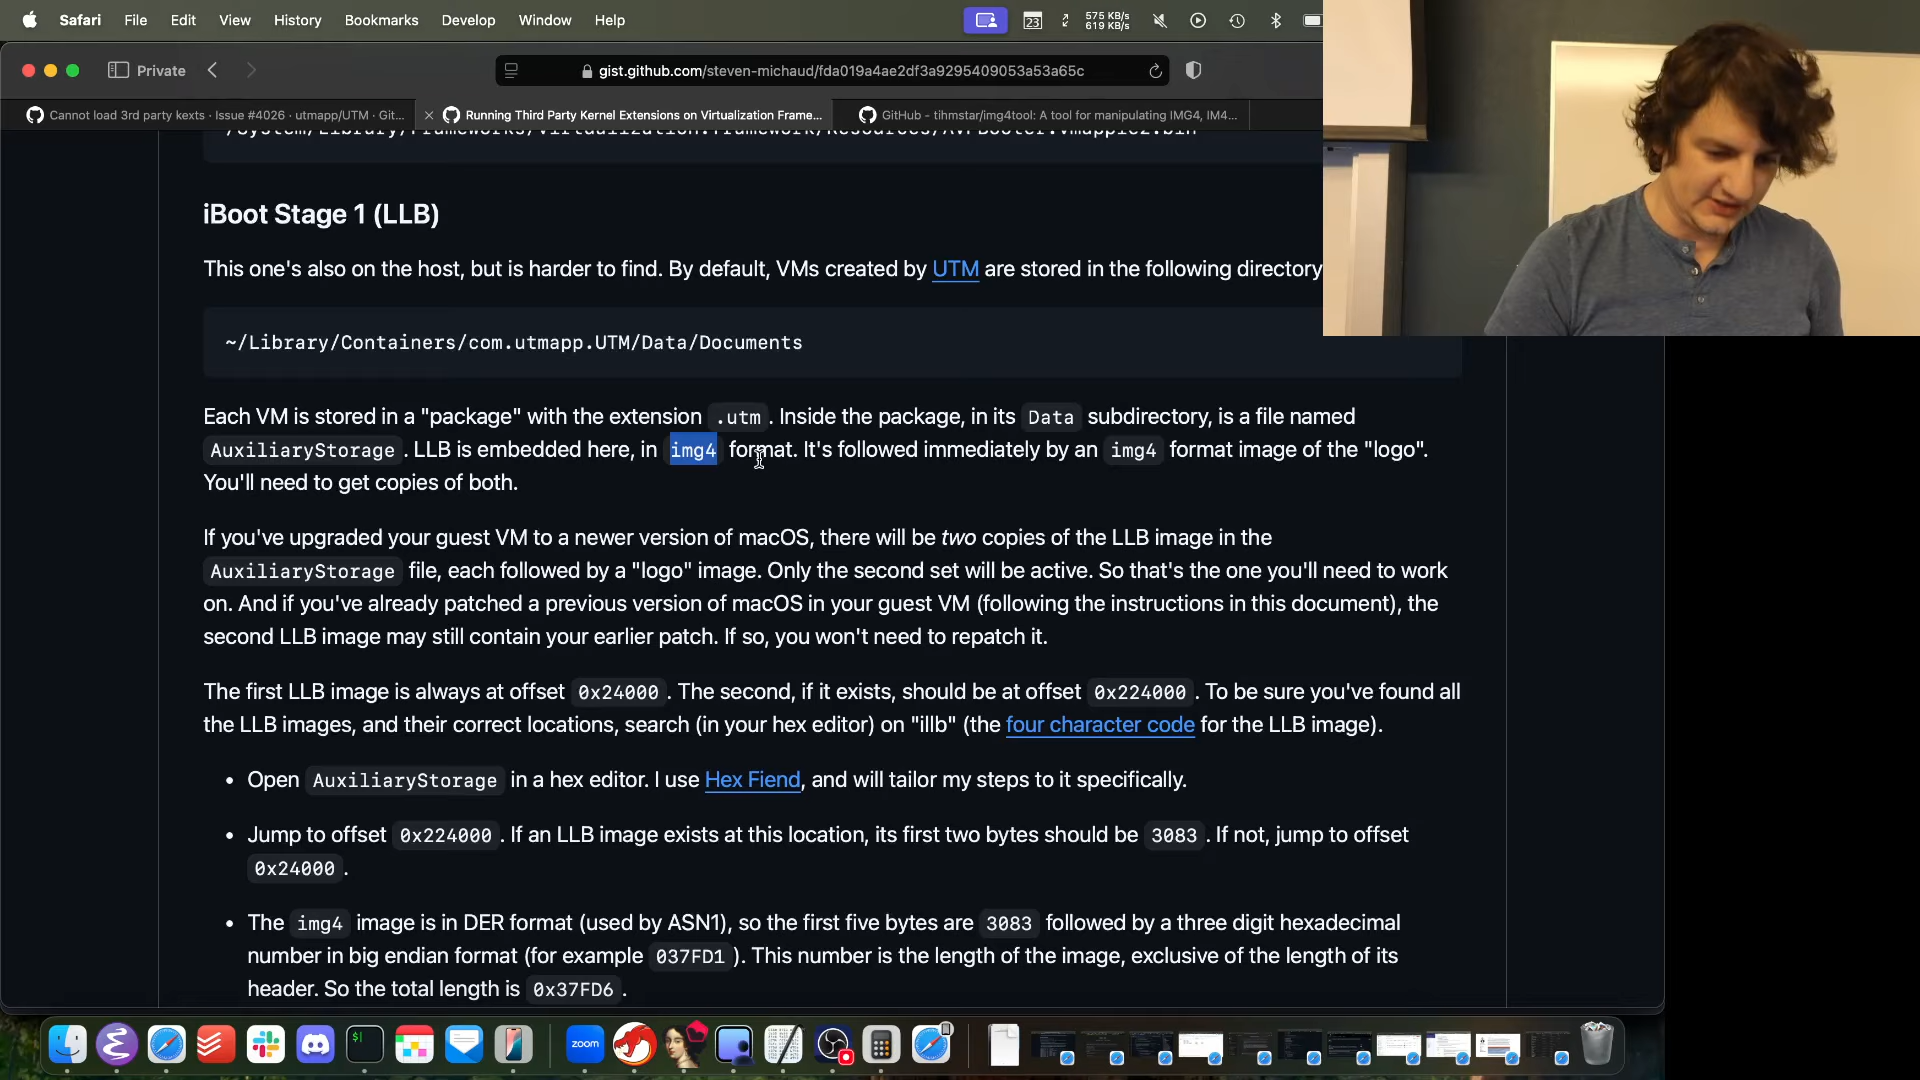 Safari File Edit View History Bookmarks Develop Window Help 23 575 KB/s
619 KB/s
Private gist.github.com/steven-michaud/fda019a4ae2df3a9295409053a53a65c
Cannot load 3rd party kexts · Issue #4026 · utmapp/UTM · Git... Running Third Party Kernel Extensions on Virtualization Frame... GitHub - tihmstar/img4tool: A tool for manipulating IMG4, IM4...
/System/Library/Frameworks/Virtualization.framework/Resources/AVPBooter.vmapple2.bin
iBoot Stage 1 (LLB)
This one's also on the host, but is harder to find. By default, VMs created by UTM are stored in the following directory
~/Library/Containers/com.utmapp.UTM/Data/Documents
Each VM is stored in a "package" with the extension .utm. Inside the package, in its Data subdirectory, is a file named
AuxiliaryStorage. LLB is embedded here, in img4 format. It's followed immediately by an img4 format image of the "logo".
You'll need to get copies of both.
If you've upgraded your guest VM to a newer version of macOS, there will be two copies of the LLB image in the
AuxiliaryStorage file, each followed by a "logo" image. Only the second set will be active. So that's the one you'll need to work
on. And if you've already patched a previous version of macOS in your guest VM (following the instructions in this document), the
second LLB image may still contain your earlier patch. If so, you won't need to repatch it.
The first LLB image is always at offset 0x24000. The second, if it exists, should be at offset 0x224000. To be sure you've found all
the LLB images, and their correct locations, search (in your hex editor) on "illb" (the four character code for the LLB image).
• Open AuxiliaryStorage in a hex editor. I use Hex Fiend, and will tailor my steps to it specifically.
• Jump to offset 0x224000. If an LLB image exists at this location, its first two bytes should be 3083. If not, jump to offset
0x24000.
• The img4 image is in DER format (used by ASN1), so the first five bytes are 3083 followed by a three digit hexadecimal
number in big endian format (for example 037FD1). This number is the length of the image, exclusive of the length of its
header. So the total length is 0x37FD6.
zoom